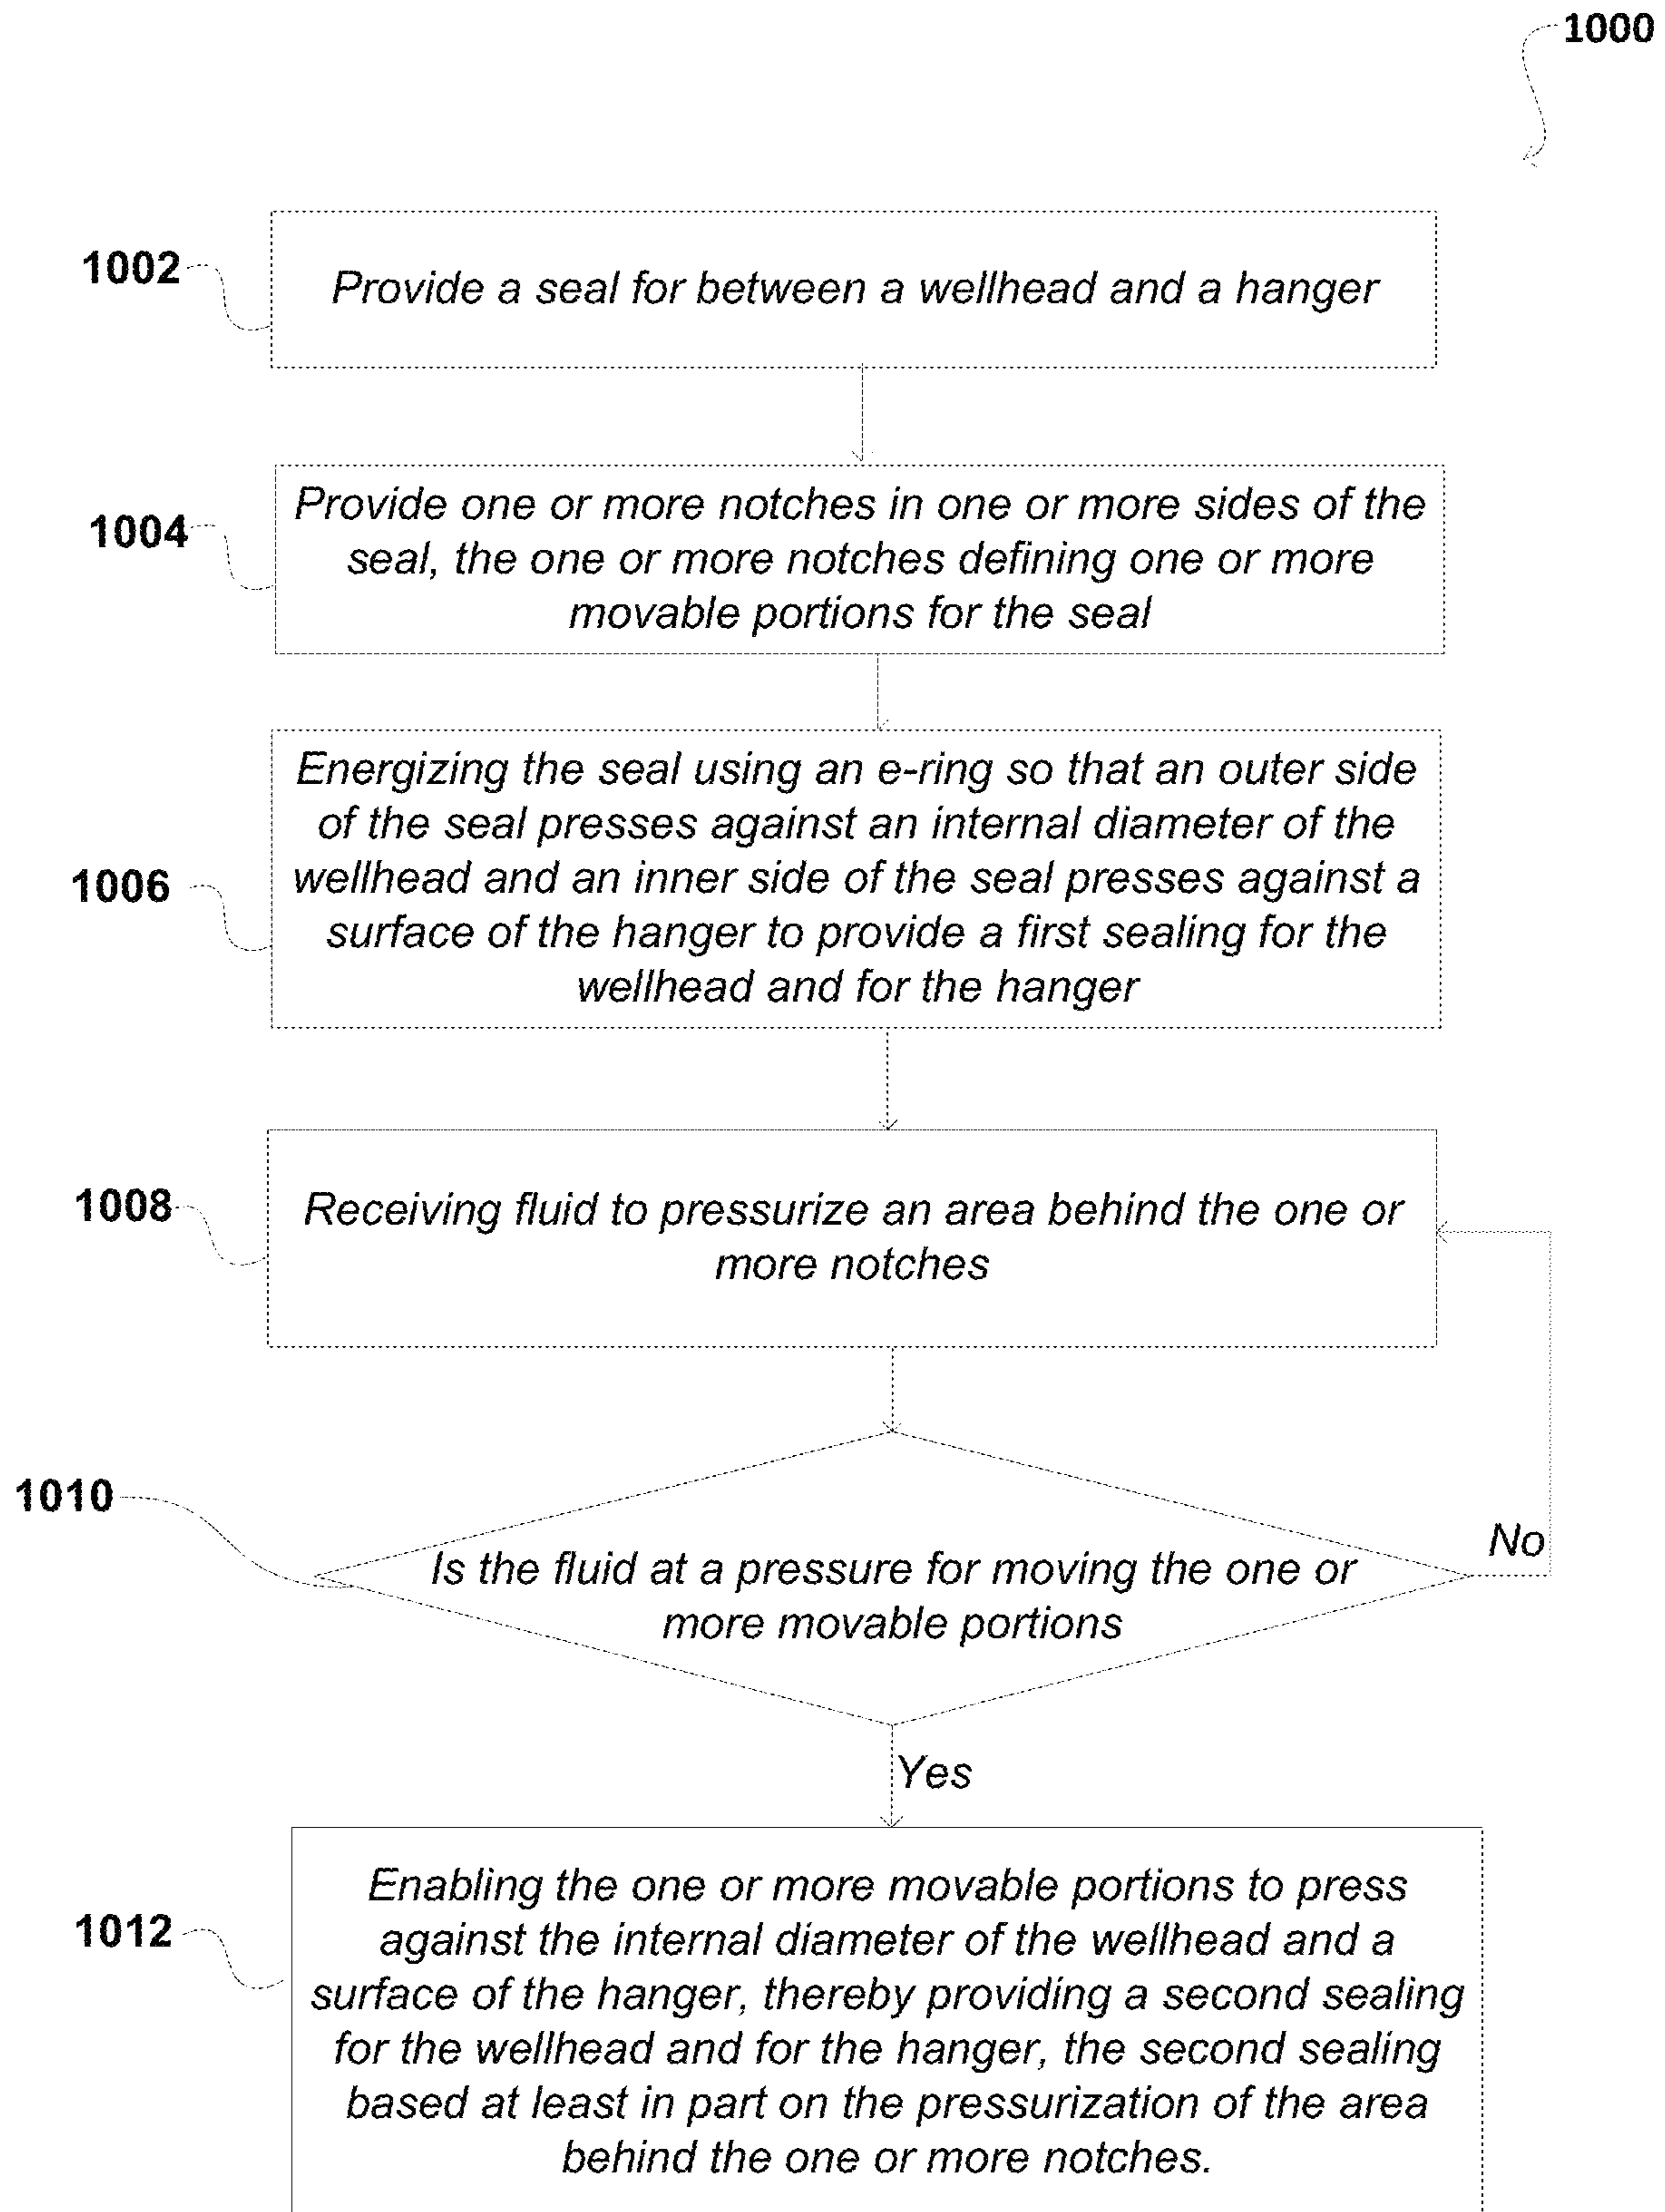 1000
1002
Provide a seal for between a wellhead and a hanger
1004
Provide one or more notches in one or more sides of the
seal, the one or more notches defining one or more
movable portions for the seal
1006
Energizing the seal using an e-ring so that an outer side
of the seal presses against an internal diameter of the
wellhead and an inner side of the seal presses against a
surface of the hanger to provide a first sealing for the
wellhead and for the hanger
1008
Receiving fluid to pressurize an area behind the one or
more notches
1010
Is the fluid at a pressure for moving the one or
more movable portions
No
Yes
1012
Enabling the one or more movable portions to press
against the internal diameter of the wellhead and a
surface of the hanger, thereby providing a second sealing
for the wellhead and for the hanger, the second sealing
based at least in part on the pressurization of the area
behind the one or more notches.